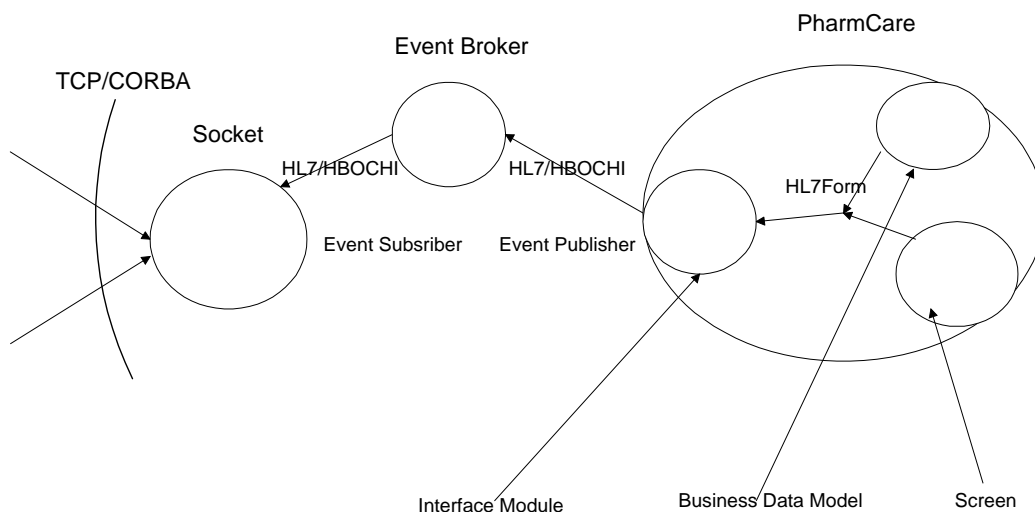 PharmCare
Event Broker
TCP/CORBA
Socket
HL7/HBOCHI
HL7/HBOCHI
HL7Form
Event Subsriber
Event Publisher
Interface Module
Business Data Model
Screen